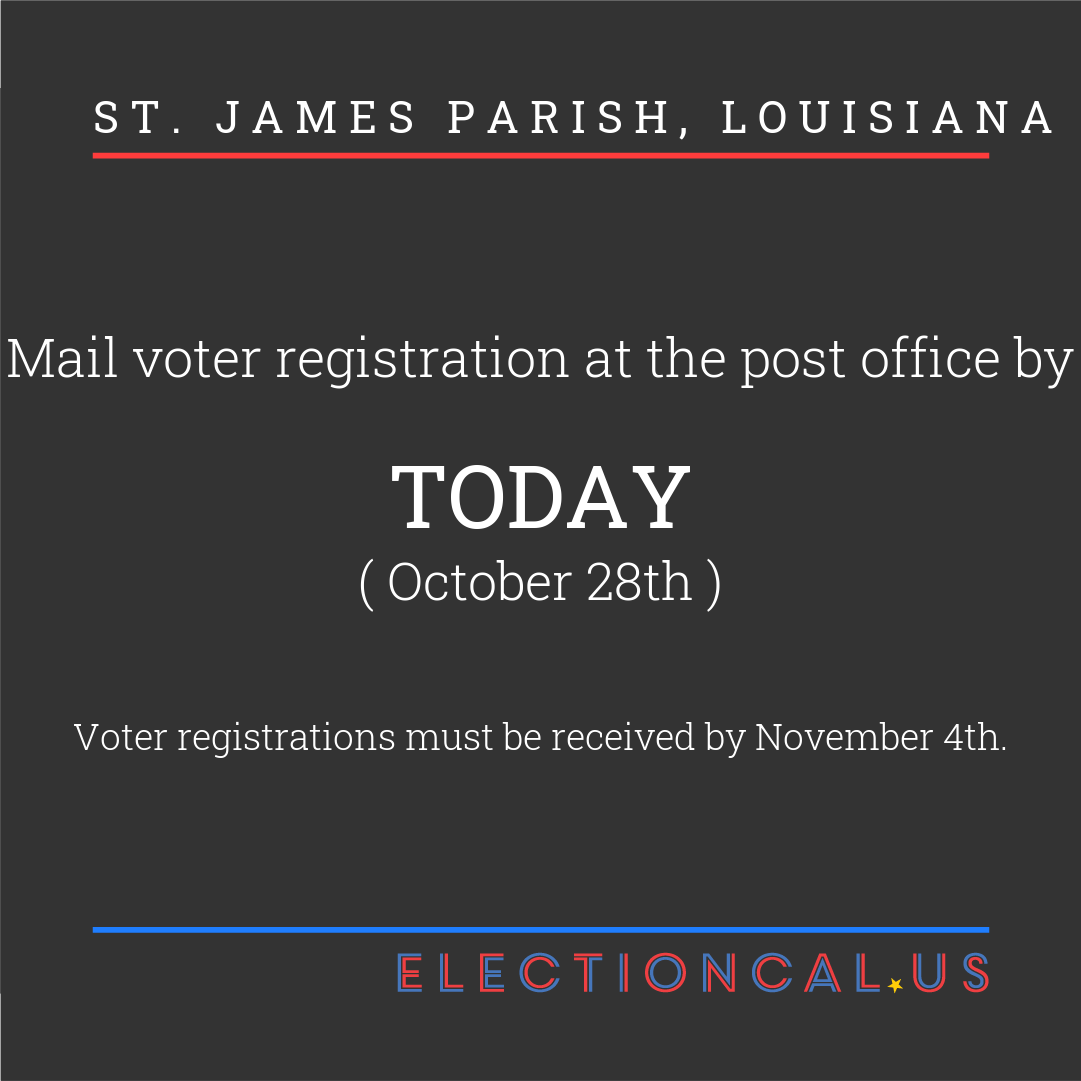 ST. JAMES PARISH, LOUISIANA
Mail voter registration at the post office by
TODAY
( October 28th )
Voter registrations must be received by November 4th.
ELECTIONCAL.US